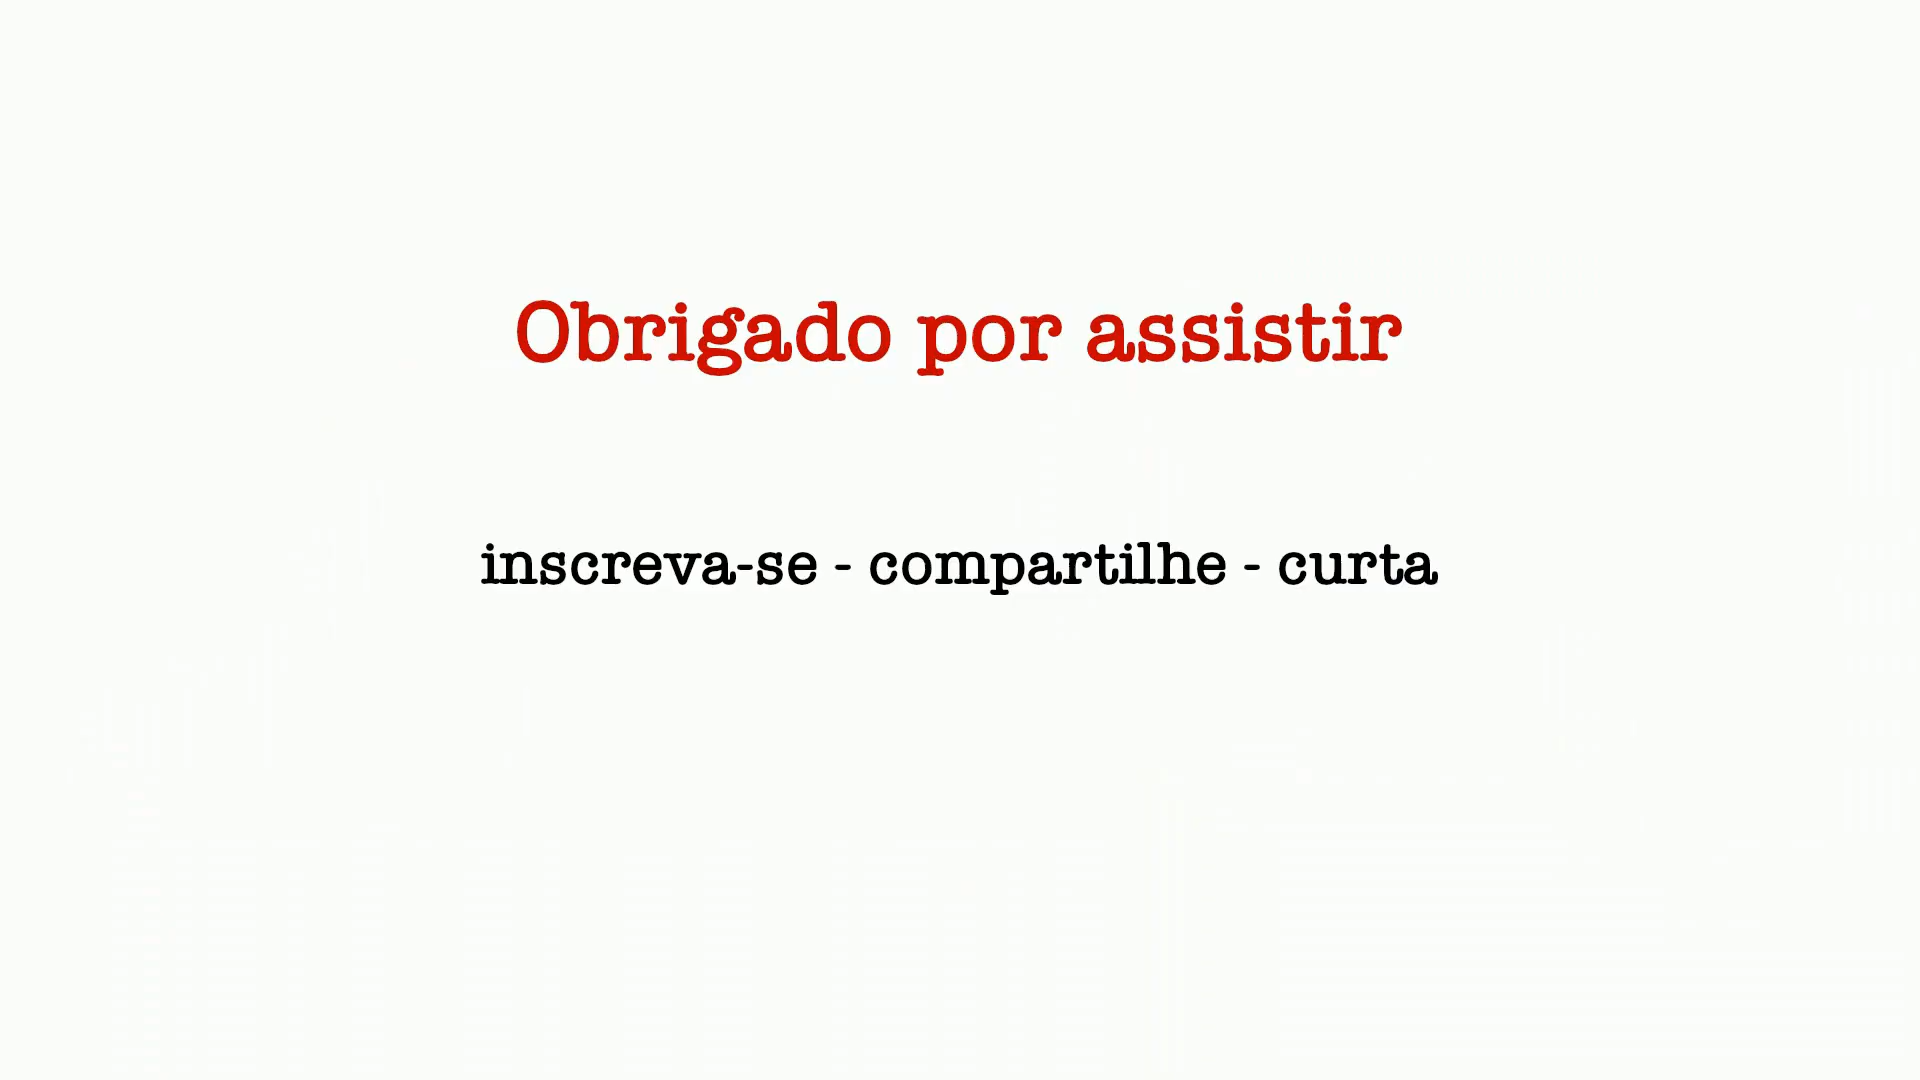 Obrigado por assistir
inscreva-se - compartilhe - curta